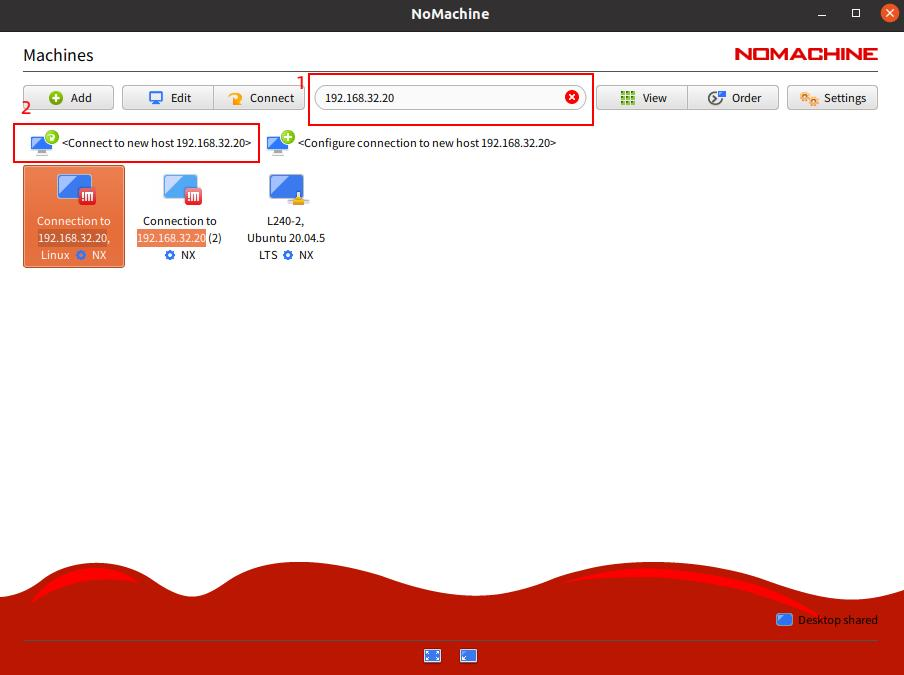 NoMachine
Machines
NOMACHINE
1
Add
Edit
Connect
192.168.32.20
View
Order
Settings
2
<Connect to new host 192.168.32.20>
<Configure connection to new host 192.168.32.20>
Connection to
192.168.32.20,
Linux NX
Connection to
192.168.32.20 (2)
NX
L240-2,
Ubuntu 20.04.5
LTS NX
Desktop shared